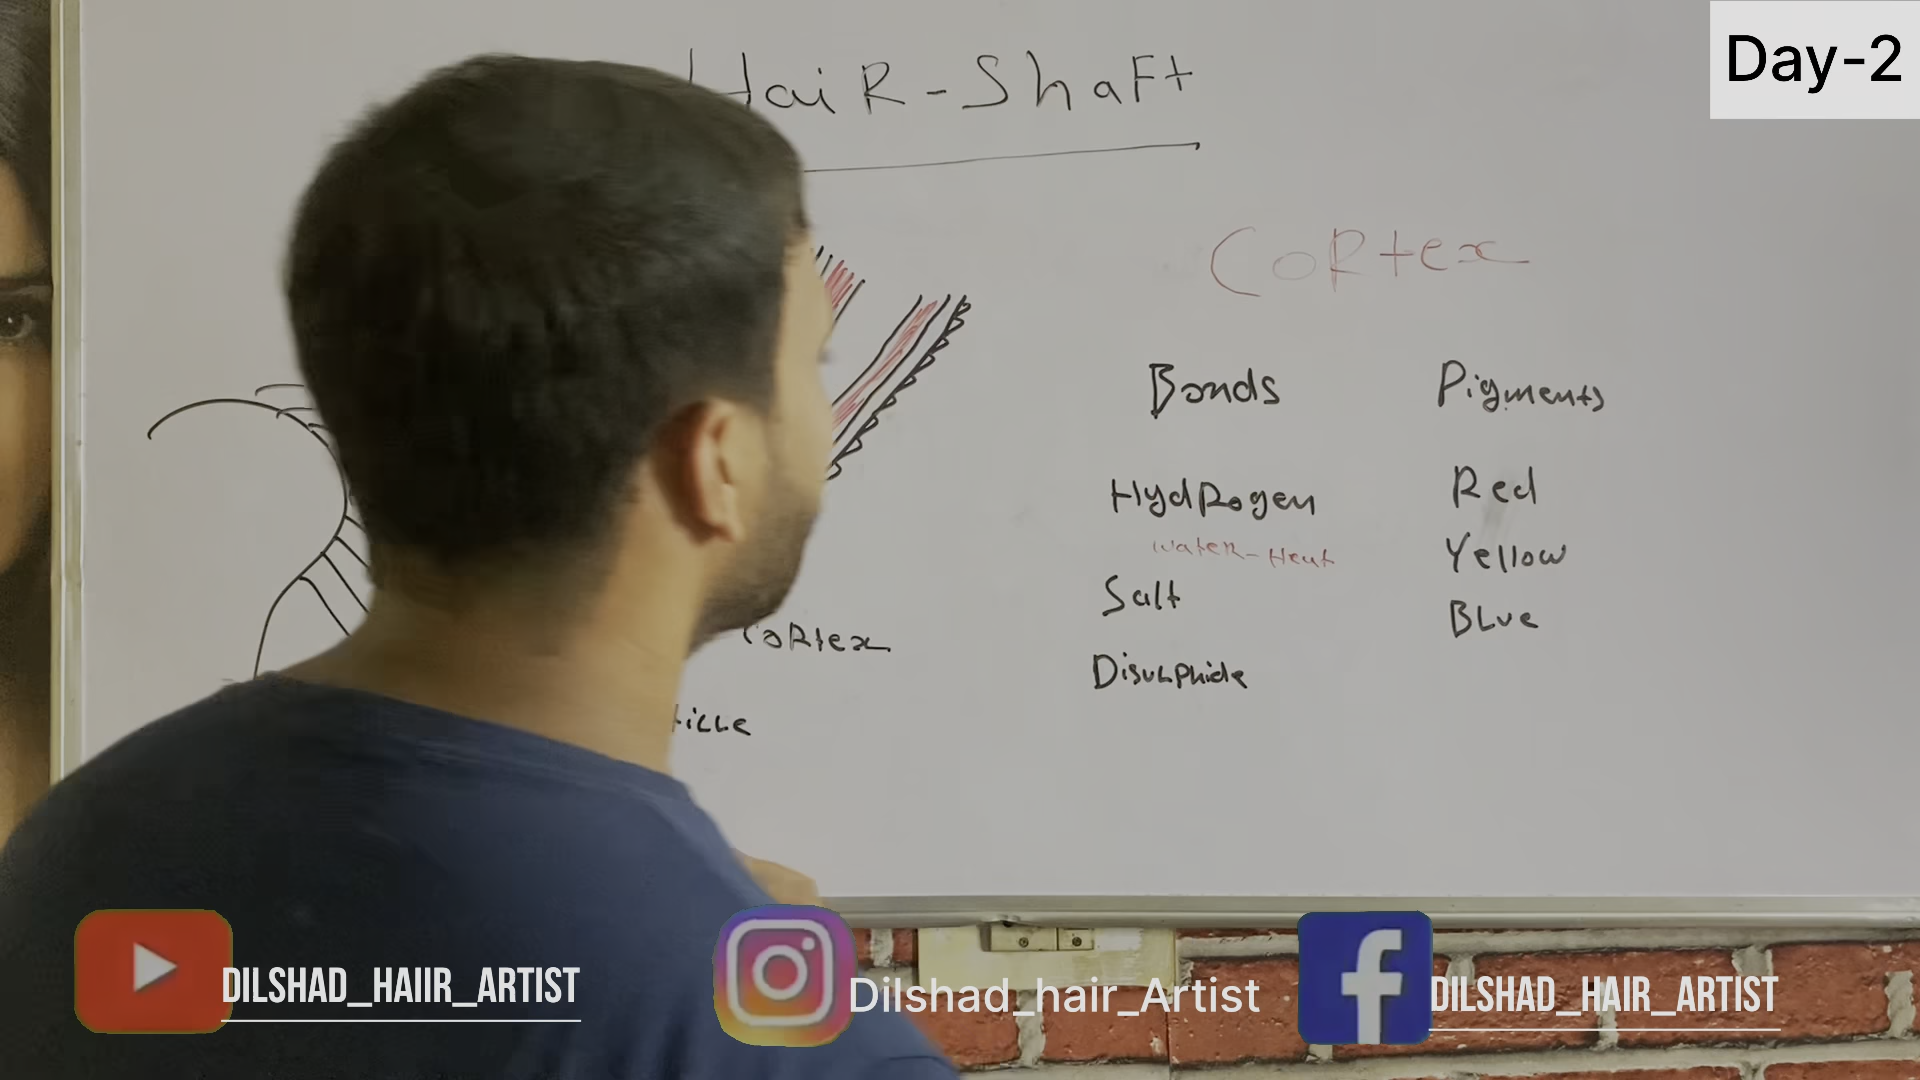 Day-2
HaiR-ShaFt
CoRtex
Bonds Pigments
HydRogen Red
WateR-Heat Yellow
Salt BLue
Disulphide
CoRtex
DILSHAD_HAIIR_ARTIST
Dilshad_hair_Artist
DILSHAD_HAIR_ARTIST